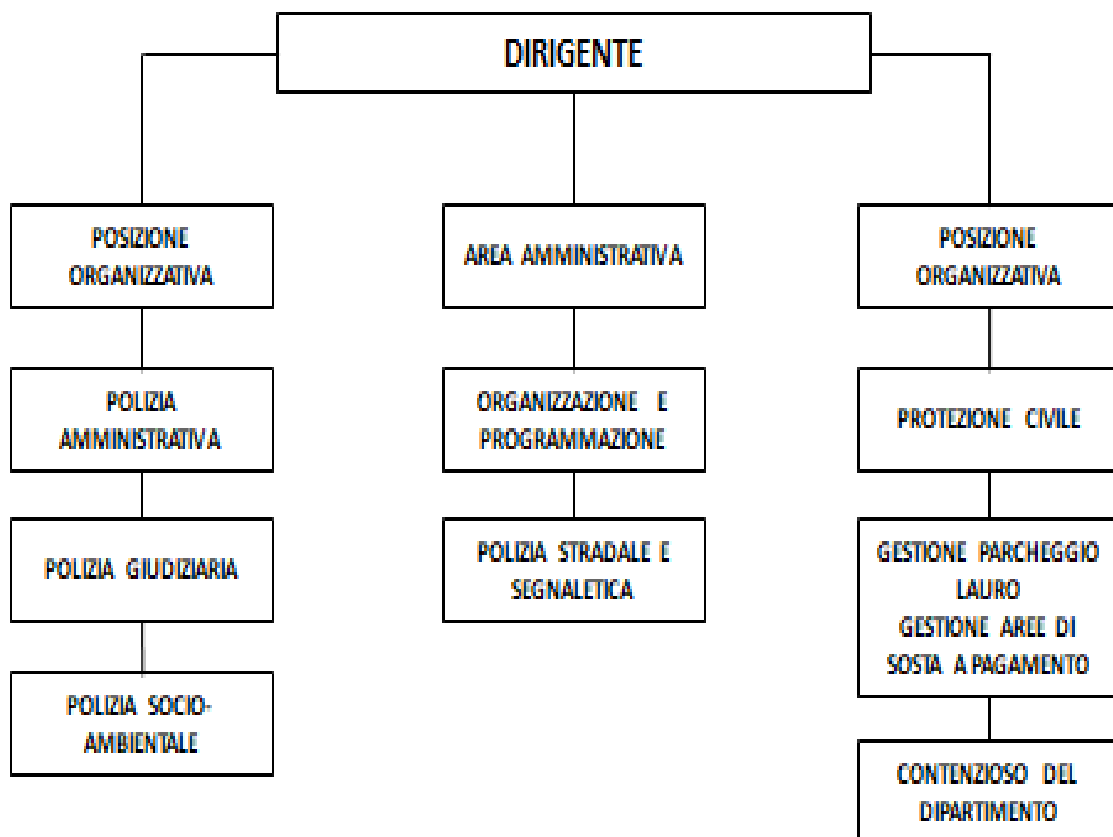 DIRIGENTE
POSIZIONE
ORGANIZZATIVA
POLIZIA
AMMINISTRATIVA
POLIZIA GIUDIZIARIA
POLIZIA SOCIO-
AMBIENTALE
AREA AMMINISTRATIVA
ORGANIZZAZIONE E
PROGRAMMAZIONE
POLIZIA STRADALE E
SEGNALETICA
POSIZIONE
ORGANIZZATIVA
PROTEZIONE CIVILE
GESTIONE PARCHEGGIO
LAURO
GESTIONE AREE DI
SOSTA A PAGAMENTO
CONTENZIOSO DEL
DIPARTIMENTO